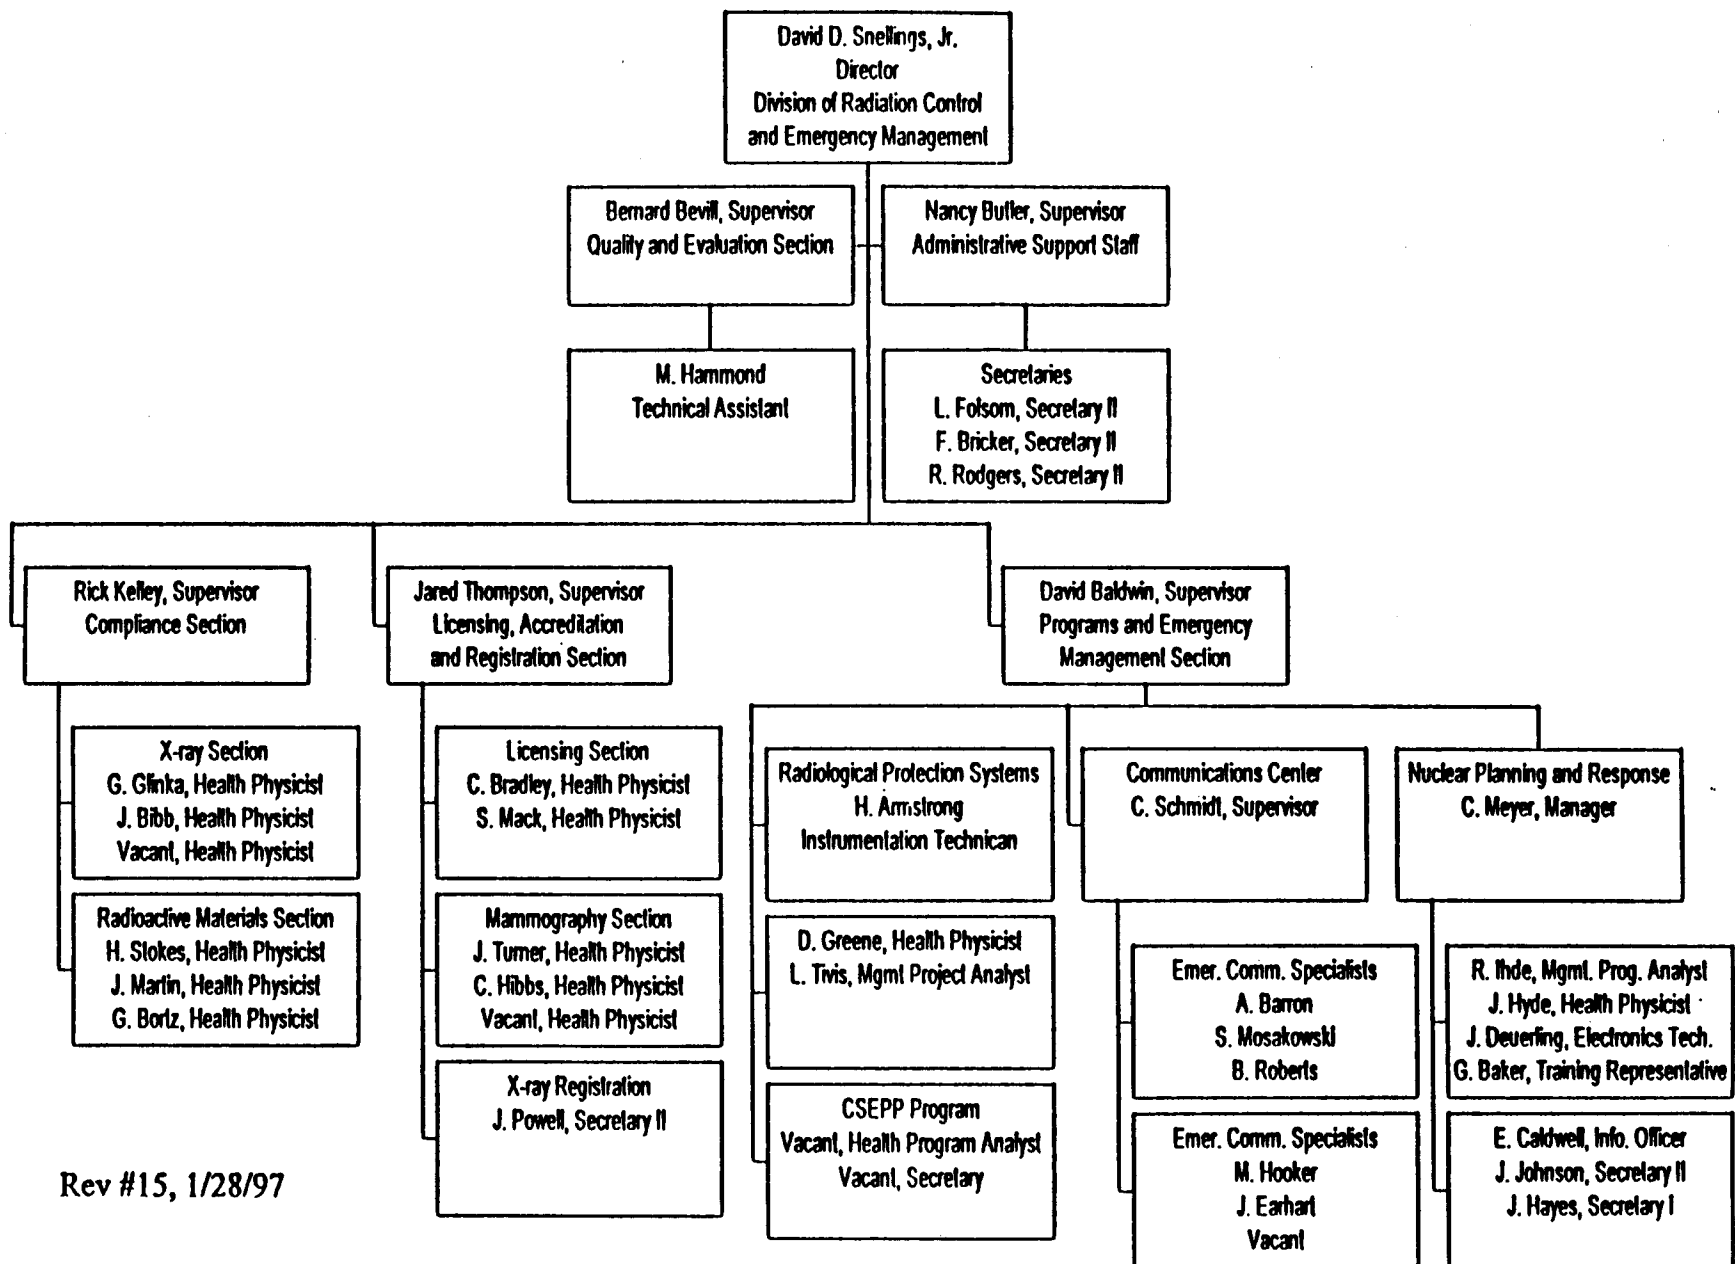 David D. Snellings, Jr.
Director
Division of Radiation Control
and Emergency Management
Bernard Bevill, Supervisor
Quality and Evaluation Section
Nancy Butler, Supervisor
Administrative Support Staff
M. Hammond
Technical Assistant
Secretaries
L. Folsom, Secretary II
F. Bricker, Secretary II
R. Rodgers, Secretary II
Rick Kelley, Supervisor
Compliance Section
Jared Thompson, Supervisor
Licensing, Accreditation
and Registration Section
David Baldwin, Supervisor
Programs and Emergency
Management Section
X-ray Section
G. Glinka, Health Physicist
J. Bibb, Health Physicist
Vacant, Health Physicist
Radioactive Materials Section
H. Stokes, Health Physicist
J. Martin, Health Physicist
G. Bortz, Health Physicist
Licensing Section
C. Bradley, Health Physicist
S. Mack, Health Physicist
Mammography Section
J. Turner, Health Physicist
C. Hibbs, Health Physicist
Vacant, Health Physicist
X-ray Registration
J. Powell, Secretary II
Radiological Protection Systems
H. Armstrong
Instrumentation Technican
D. Greene, Health Physicist
L. Tivis, Mgmt Project Analyst
CSEPP Program
Vacant, Health Program Analyst
Vacant, Secretary
Communications Center
C. Schmidt, Supervisor
Emer. Comm. Specialists
A. Barron
S. Mosakowski
B. Roberts
Emer. Comm. Specialists
M. Hooker
J. Earhart
Vacant
Nuclear Planning and Response
C. Meyer, Manager
R. Ihde, Mgmt. Prog. Analyst
J. Hyde, Health Physicist
J. Deuerling, Electronics Tech.
G. Baker, Training Representative
E. Caldwell, Info. Officer
J. Johnson, Secretary II
J. Hayes, Secretary I
Rev #15, 1/28/97